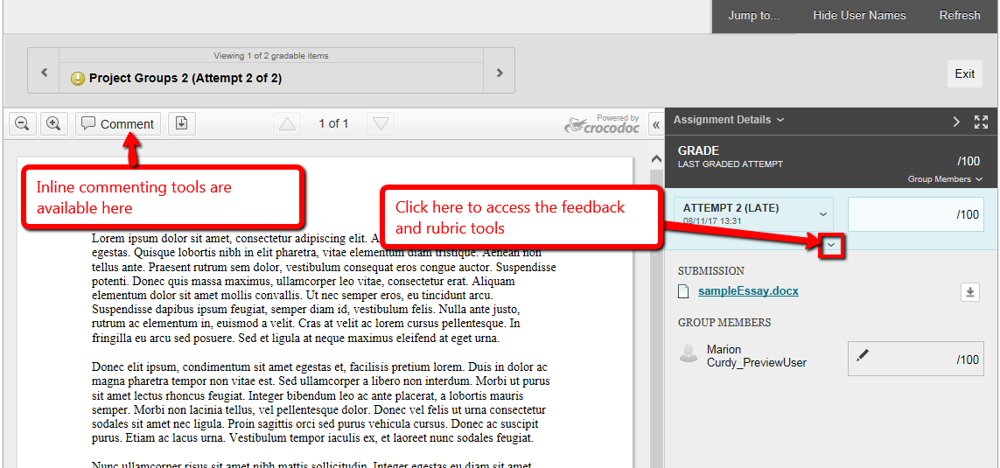 Jump to...
Hide User Names
Refresh
Viewing 1 of 2 gradable items
Project Groups 2 (Attempt 2 of 2)
Exit
Comment
1 of 1
Powered by
crocodoc
«
Assignment Details
GRADE
LAST GRADED ATTEMPT
/100
Group Members
Inline commenting tools are
available here
Click here to access the feedback
and rubric tools
ATTEMPT 2 (LATE)
08/11/17 13:31
/100
Lorem ipsum dolor sit amet, consectetur adipiscing elit. A
egestas. Quisque lobortis nibh in elit pharetra, vitae elementum diam tristique. Aenean non
tellus ante. Praesent rutrum sem dolor, vestibulum consequat eros congue auctor. Suspendisse
potenti. Donec quis massa maximus, ullamcorper leo vitae, consectetur erat. Aliquam
elementum dolor sit amet mollis convallis. Ut nec semper eros, eu tincidunt arcu.
Suspendisse dapibus ipsum feugiat, semper diam id, vestibulum felis. Nulla ante justo,
rutrum ac elementum in, euismod a velit. Cras at velit ac lorem cursus pellentesque. In
fringilla eu arcu sed posuere. Sed et ligula at neque maximus eleifend at eget urna.
Donec elit ipsum, condimentum sit amet egestas et, facilisis pretium lorem. Duis in dolor ac
magna pharetra tempor non vitae est. Sed ullamcorper a libero non interdum. Morbi ut purus
sit amet lectus rhoncus feugiat. Integer bibendum leo ac ante placerat, a lobortis mauris
semper. Morbi non lacinia tellus, vel pellentesque dolor. Donec vel felis ut urna consectetur
sodales sit amet nec ligula. Proin sagittis orci sed purus vehicula cursus. Donec ac suscipit
purus. Etiam ac lacus urna. Vestibulum tempor iaculis ex, et laoreet nunc sodales feugiat.
Nunc ullamcorper risus sit amet nibh mattis sollicitudin. Integer egestas eu diam sit amet
SUBMISSION
sampleEssay.docx
GROUP MEMBERS
Marion
Curdy_PreviewUser
/100